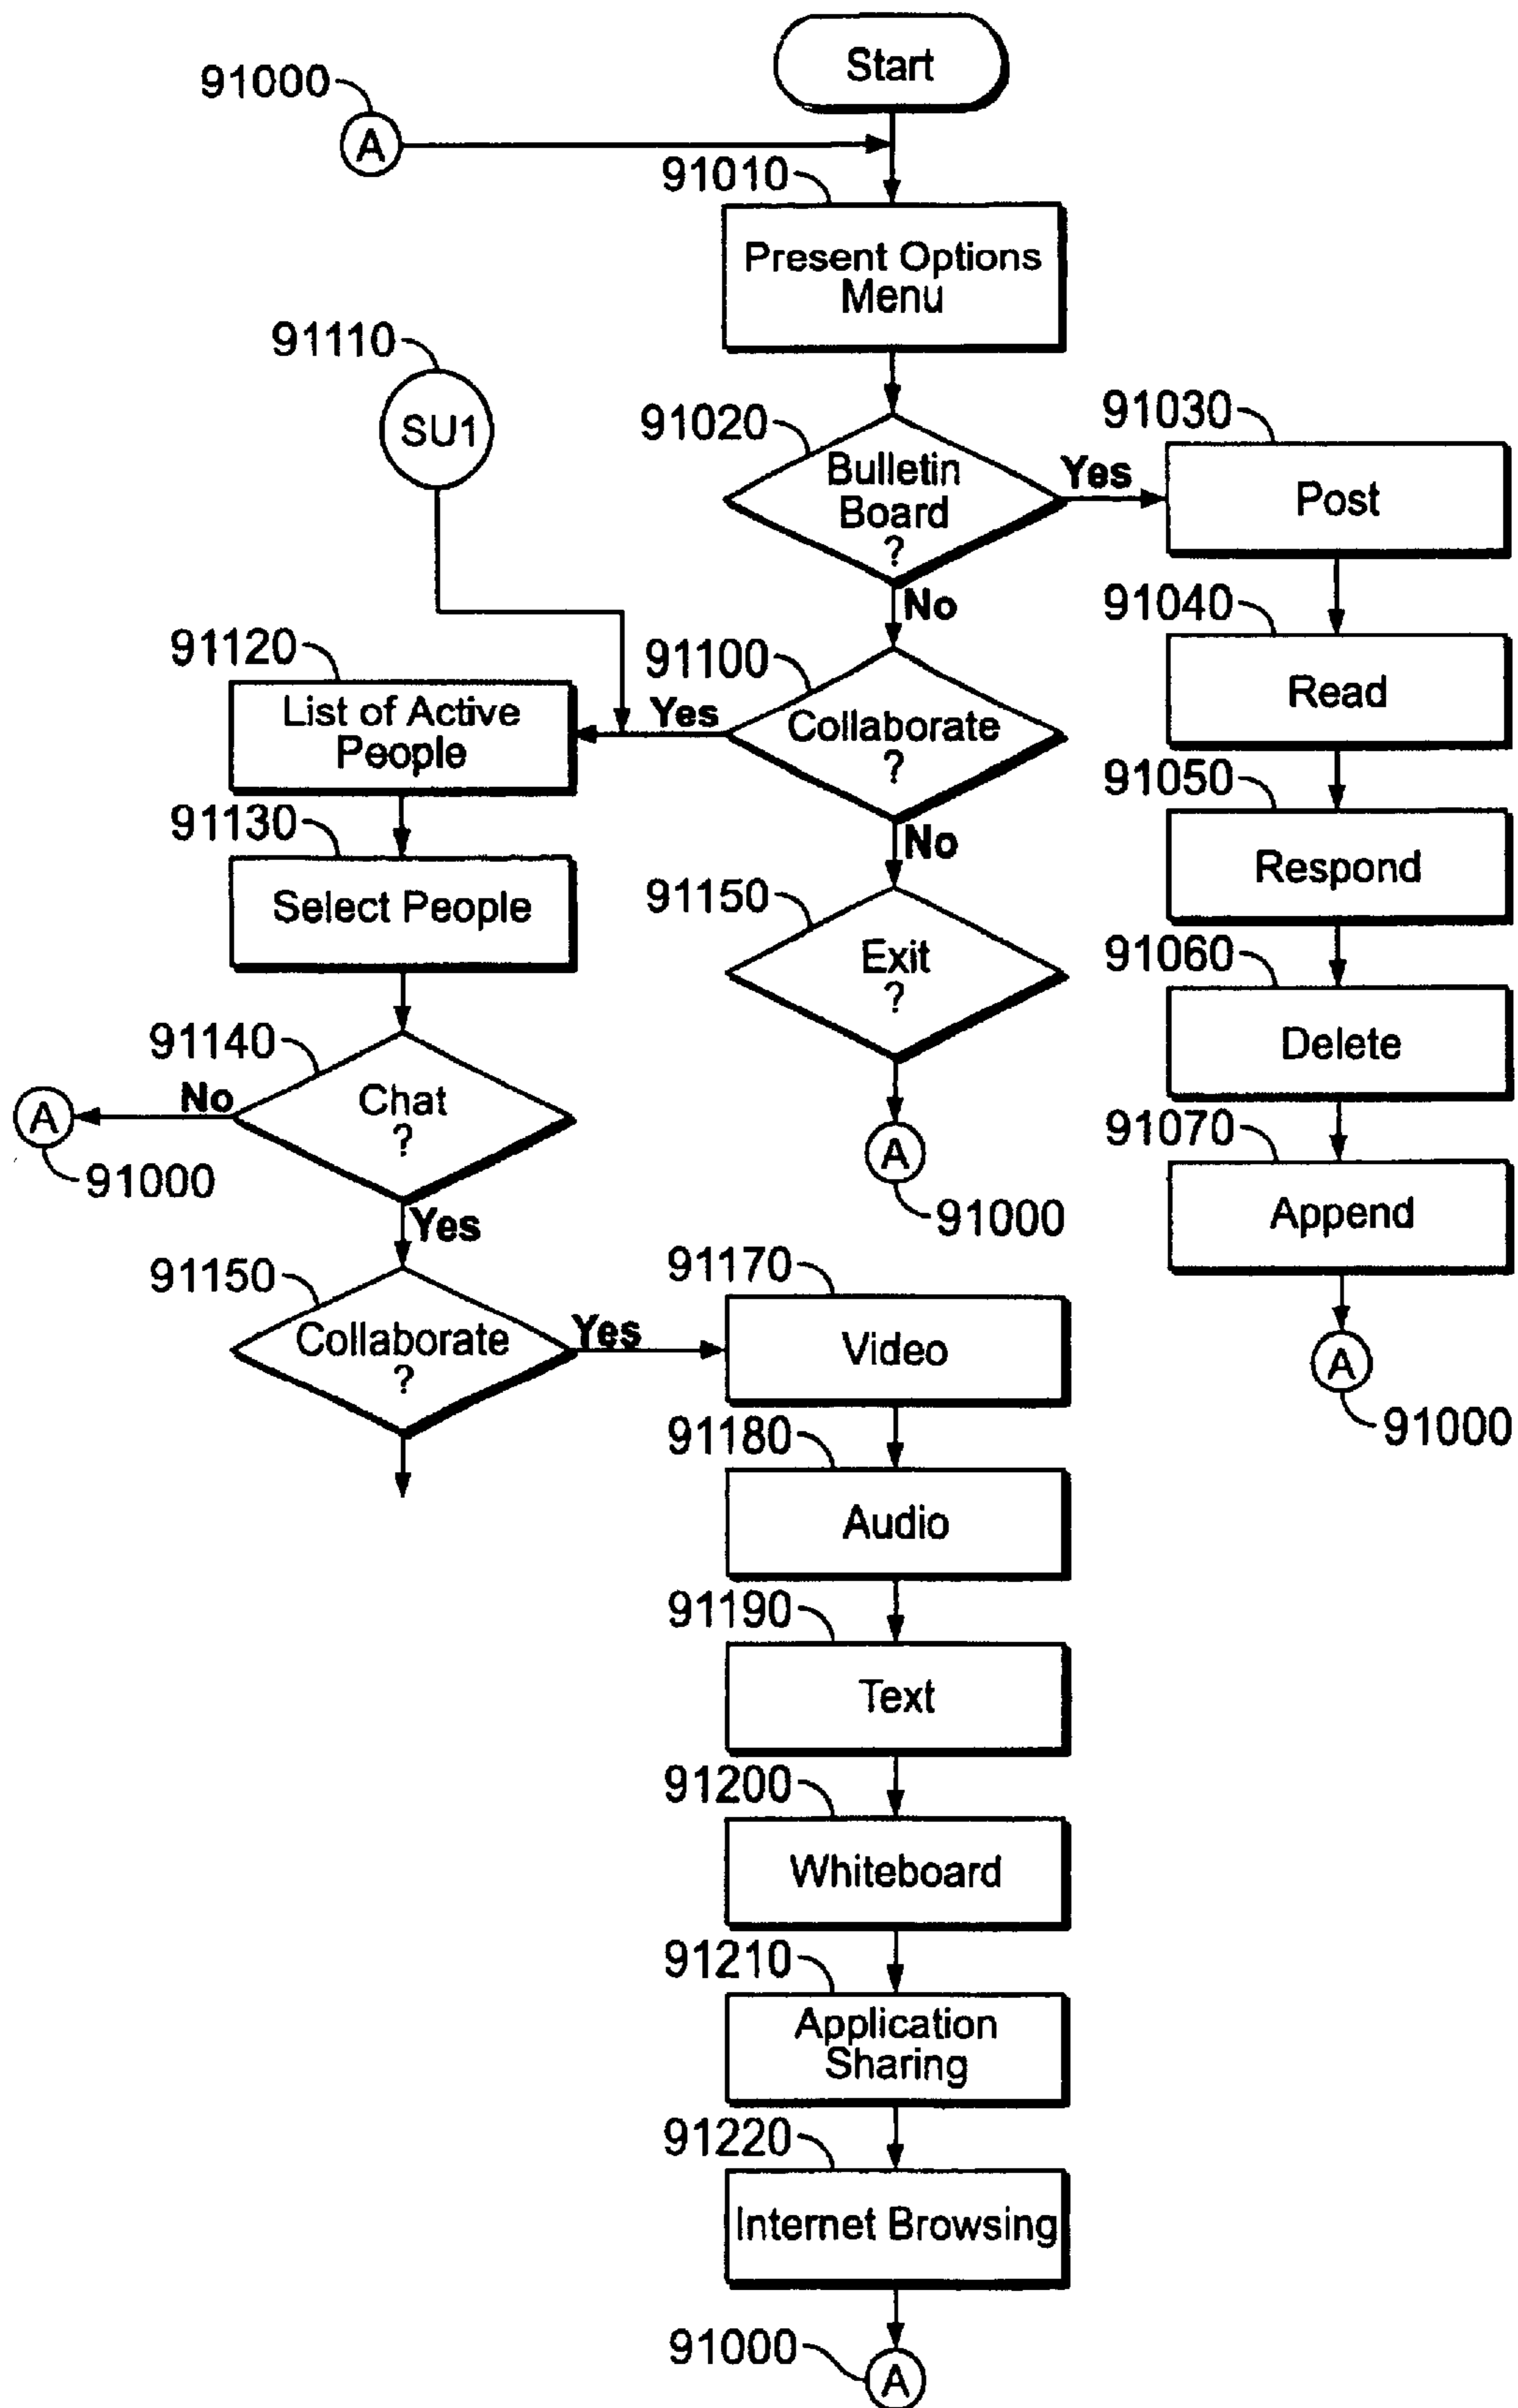 Start
91000
A
91010
Present Options
Menu
91110
SU1
91020
Bulletin
Board
?
Yes
No
91030
Post
91040
Read
91050
Respond
91060
Delete
91070
Append
A
91000
91100
Collaborate
?
Yes
No
91120
List of Active
People
91130
Select People
91150
Exit
?
A
91000
91140
Chat
?
No
A
91000
Yes
91150
Collaborate
?
Yes
91170
Video
91180
Audio
91190
Text
91200
Whiteboard
91210
Application
Sharing
91220
Internet Browsing
91000
A